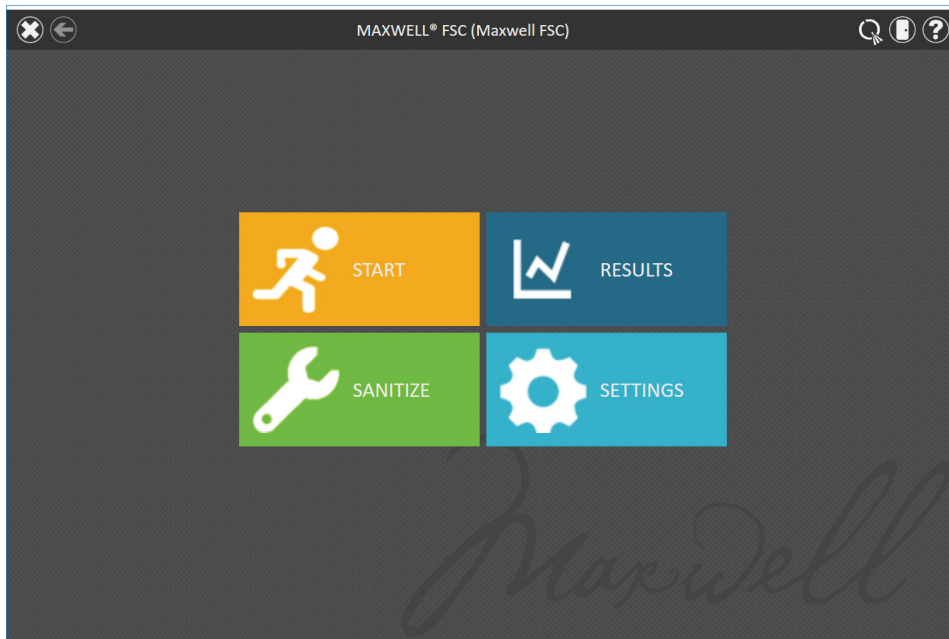 MAXWELL® FSC (Maxwell FSC)
START
RESULTS
SANITIZE
SETTINGS
Maxwell